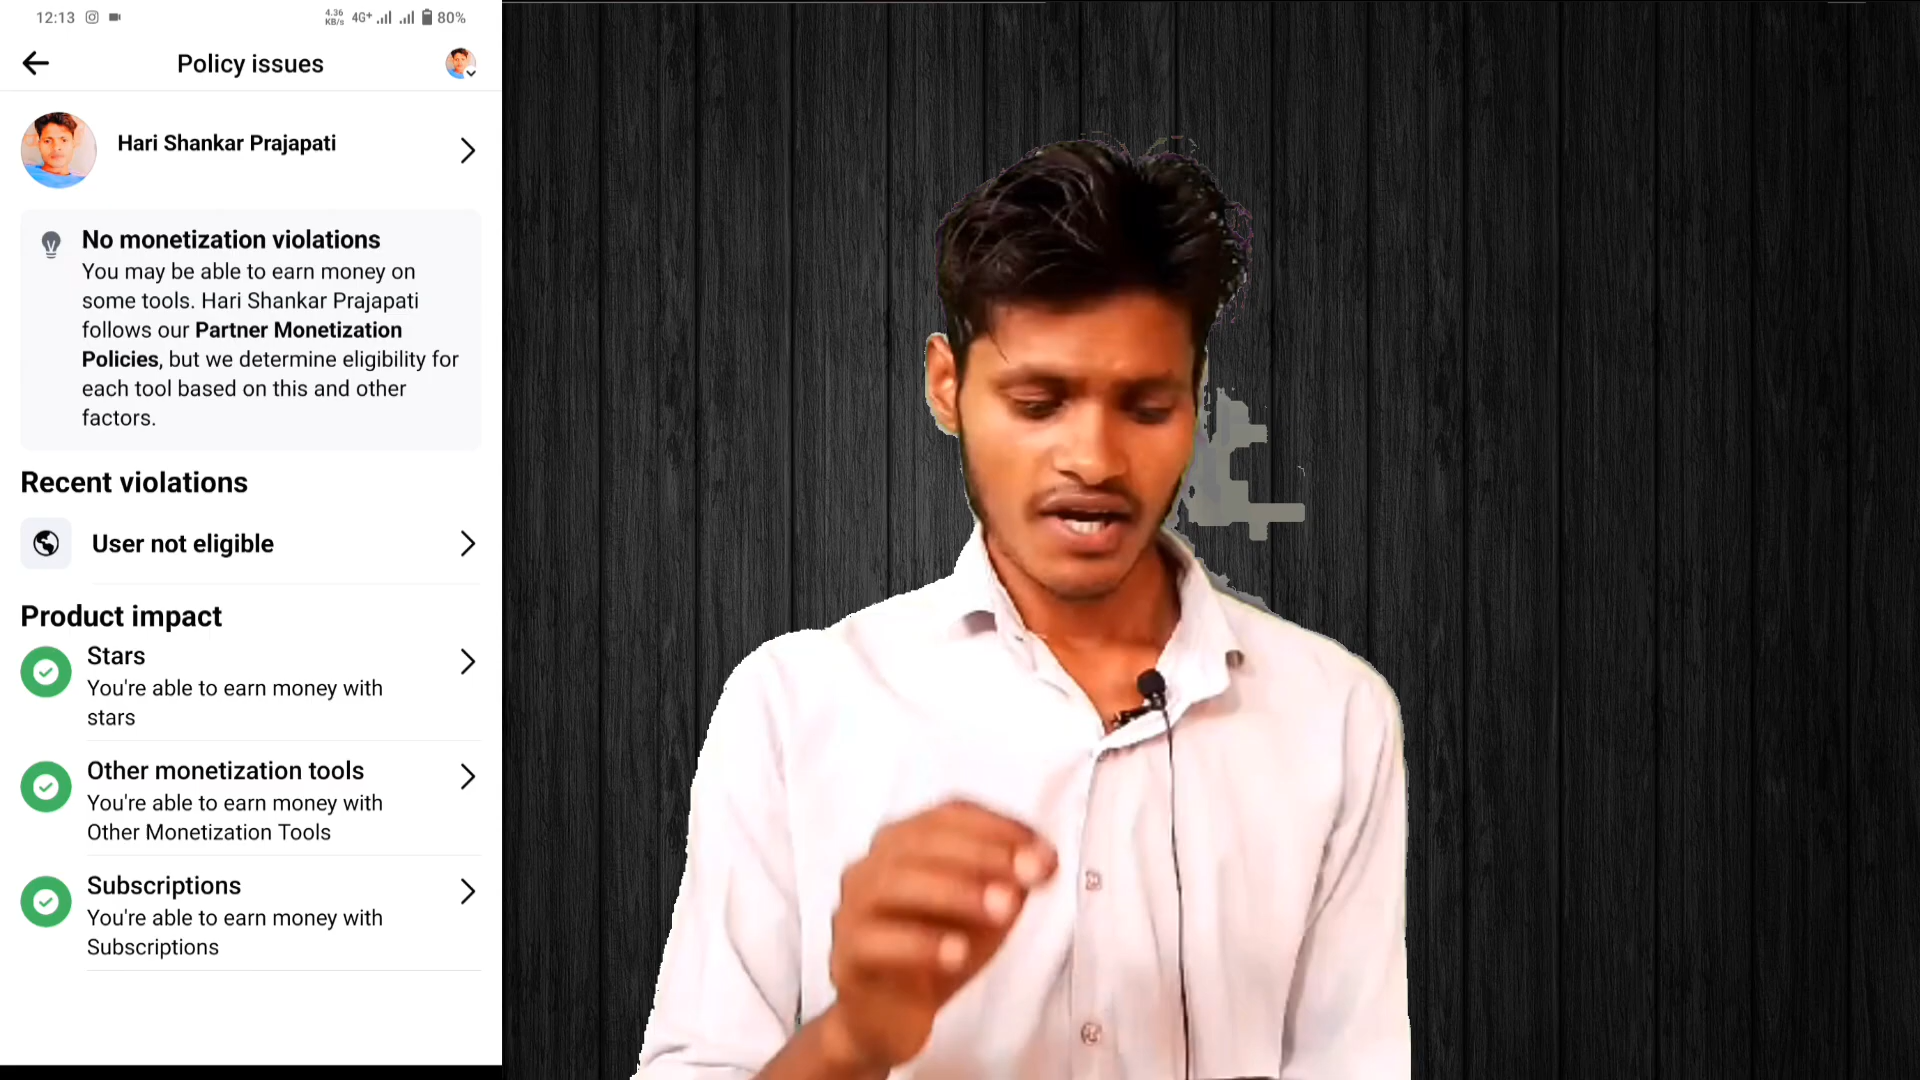 12:13
4.36
KB/s
4G+
80%
Policy issues
Hari Shankar Prajapati
No monetization violations
You may be able to earn money on
some tools. Hari Shankar Prajapati
follows our Partner Monetization
Policies, but we determine eligibility for
each tool based on this and other
factors.
Recent violations
User not eligible
Product impact
Stars
You're able to earn money with
stars
Other monetization tools
You're able to earn money with
Other Monetization Tools
Subscriptions
You're able to earn money with
Subscriptions